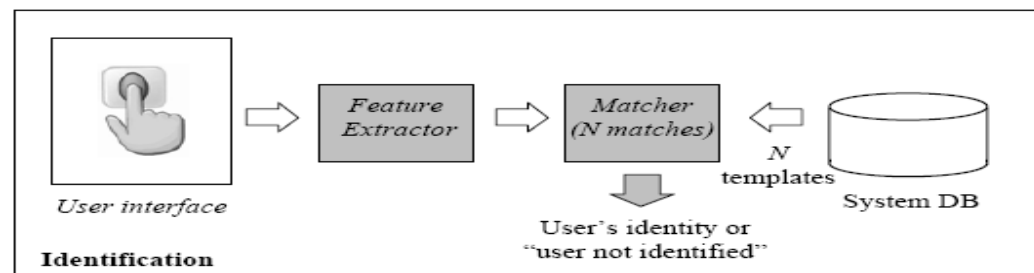 Feature
Extractor
Matcher
(N matches)
N
templates
User interface
System DB
User’s identity or
“user not identified”
Identification